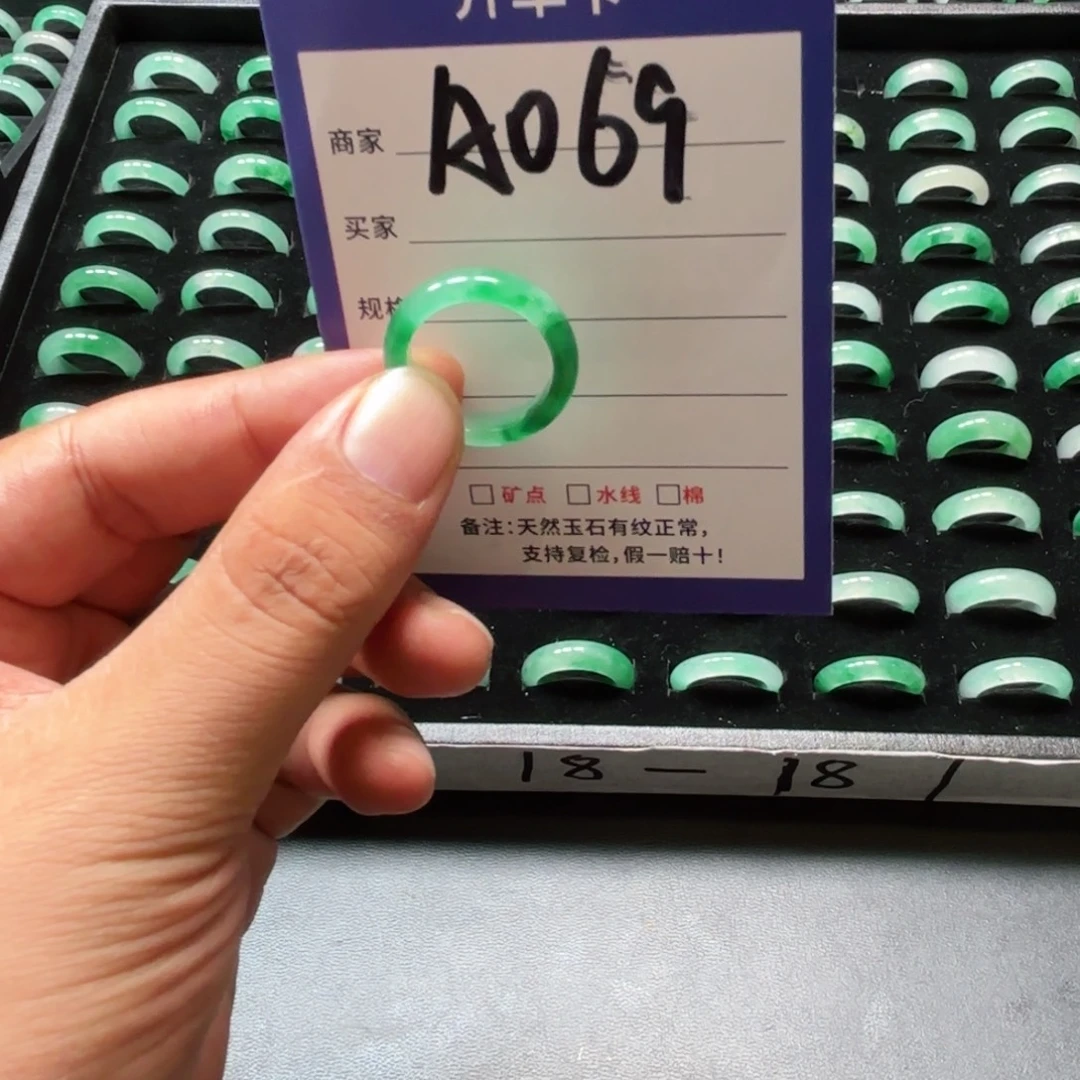 商家 A069
买家
规
□矿点 □水线 □棉
备注:天然玉石有纹正常,
支持复检,假一赔十!
18 — 18